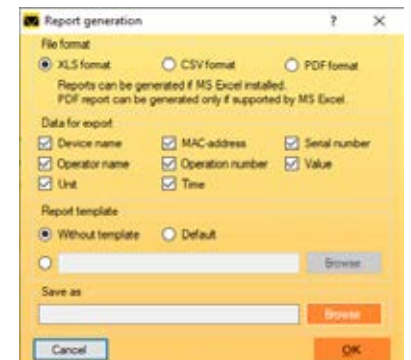 Report generation ? ×
File format
XLS format CSV format PDF format
Reports can be generated if MS Excel installed.
PDF report can be generated only if supported by MS Excel.
Data for export
Device name MAC-address Serial number
Operator name Operation number Value
Unit Time
Report template
Without template Default
Browse
Save as
Browse
Cancel OK